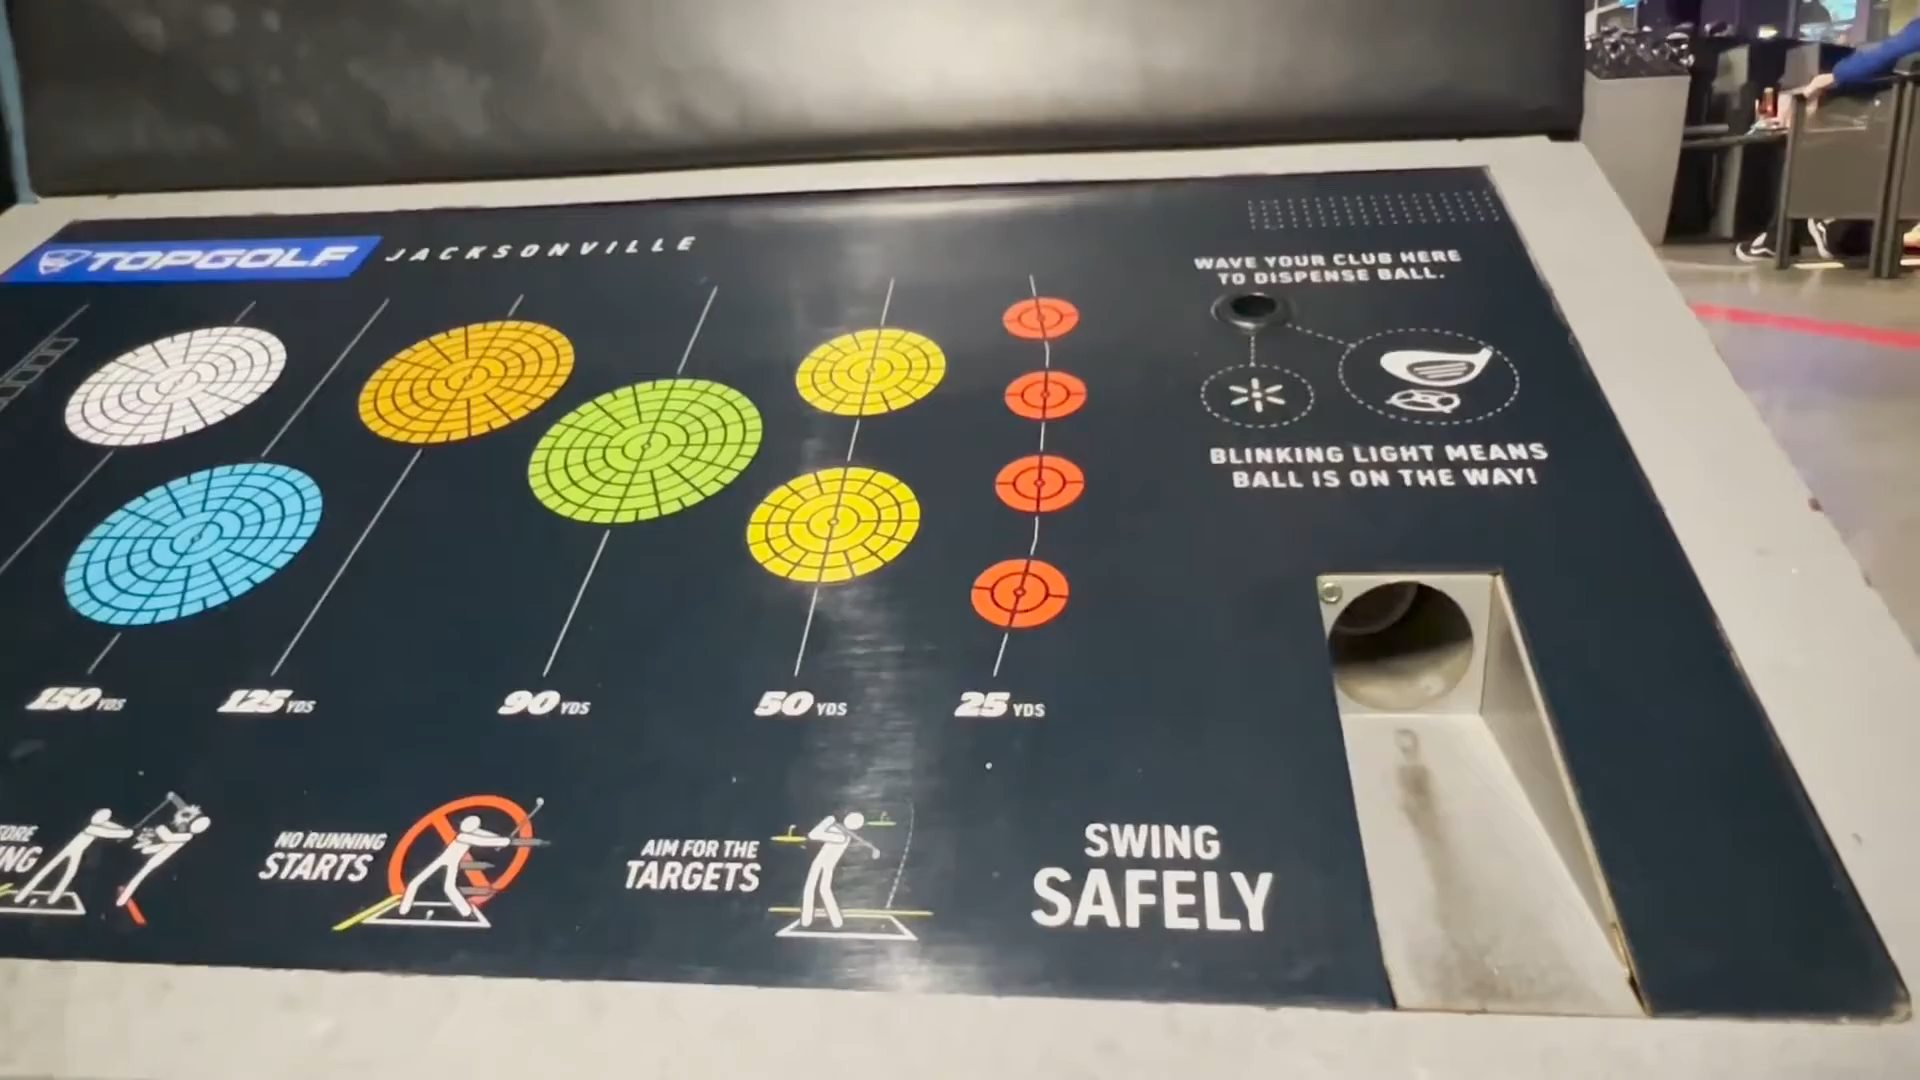 TOPGOLF JACKSONVILLE
WAVE YOUR CLUB HERE
TO DISPENSE BALL.
BLINKING LIGHT MEANS
BALL IS ON THE WAY!
150 YDS
125 YDS
90 YDS
50 YDS
25 YDS
NO RUNNING
STARTS
AIM FOR THE
TARGETS
SWING
SAFELY